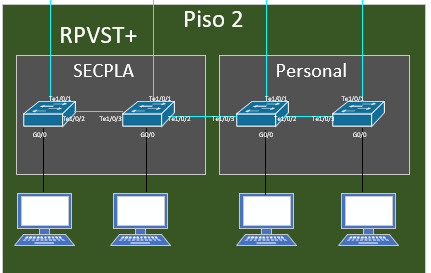 Piso 2
RPVST+
SECPLA
Personal
Te1/0/1
Te1/0/1
Te1/0/1
Te1/0/1
Te1/0/2
Te1/0/3
Te1/0/2
Te1/0/3
Te1/0/2
Te1/0/3
G0/0
G0/0
G0/0
G0/0